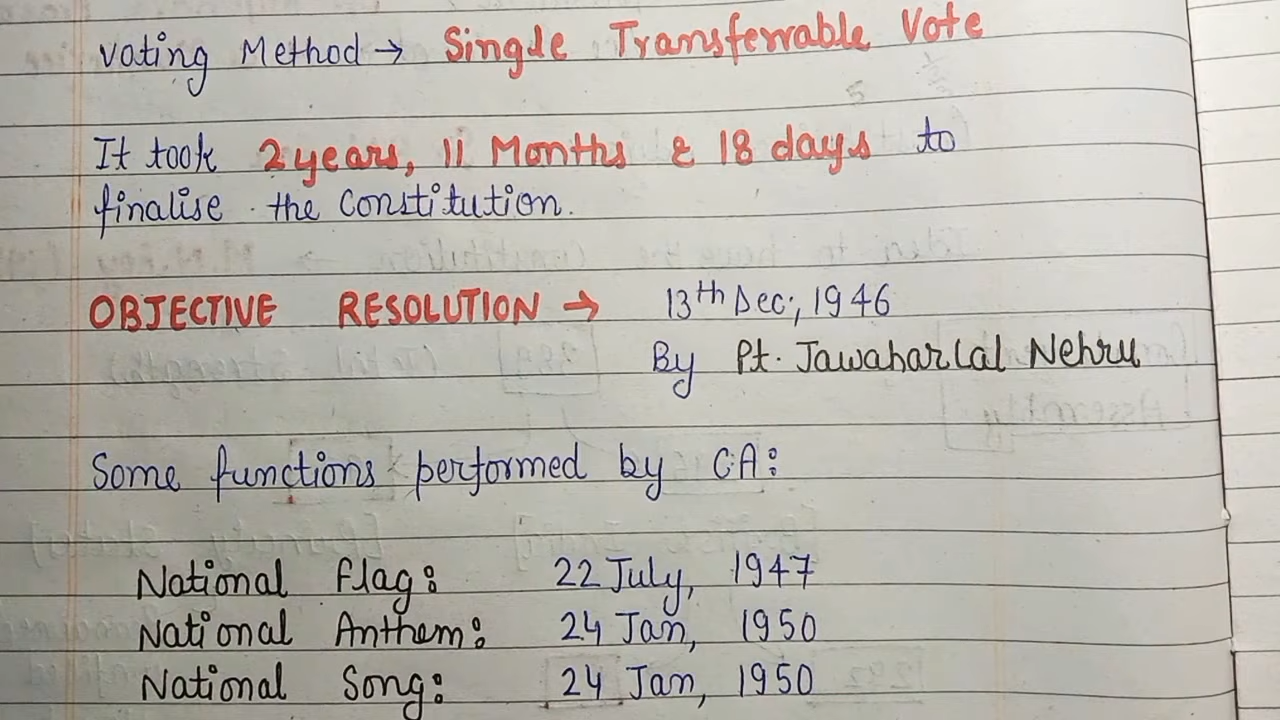 Voting Method → Single Transferrable Vote
It took 2 years, 11 Months & 18 days to
finalise the Constitution.
OBJECTIVE RESOLUTION → 13th Dec, 1946
By Pt. Jawaharlal Nehru
Some functions performed by CA:
National Flag: 22 July, 1947
National Anthem: 24 Jan, 1950
National Song: 24 Jan, 1950